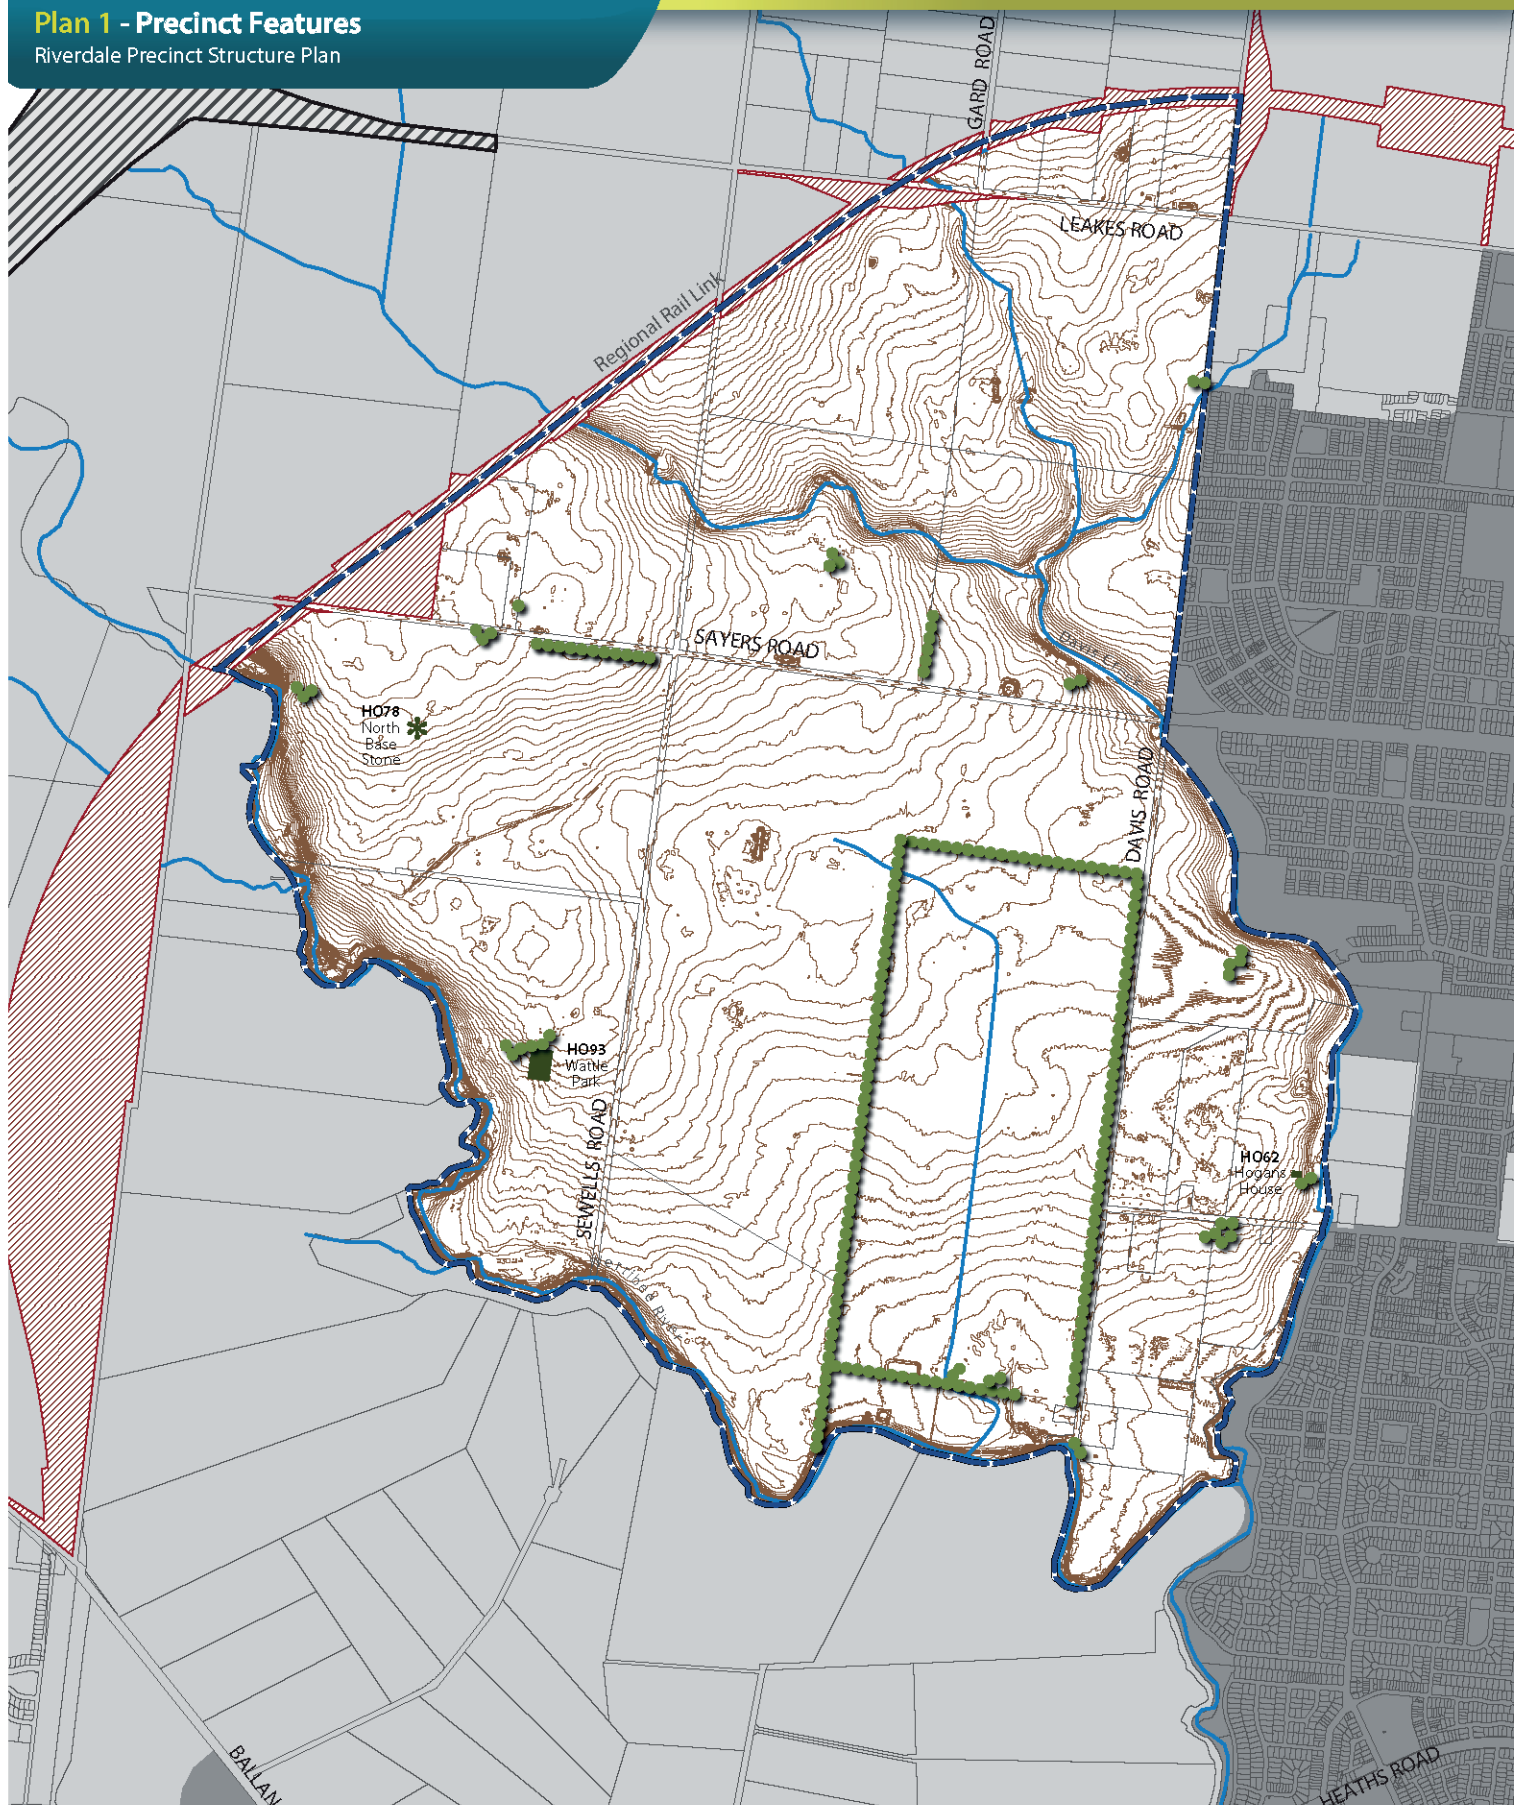 Plan 1 - Precinct Features
Riverdale Precinct Structure Plan
GARD ROAD
LEAKES ROAD
Regional Rail Link
SAYERS ROAD
HO78
North
Base
Stone
DAVIS ROAD
HO93
Wattle
Park
SEWELLS ROAD
HO62
Hogans
House
BALLAN
HEATHS ROAD